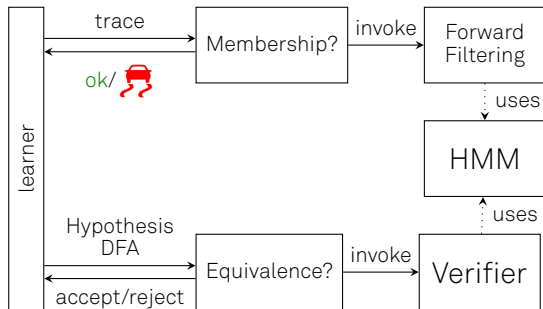 trace
Membership?
invoke
Forward
Filtering
ok/
uses
learner
HMM
uses
Hypothesis
DFA
Equivalence?
invoke
Verifier
accept/reject